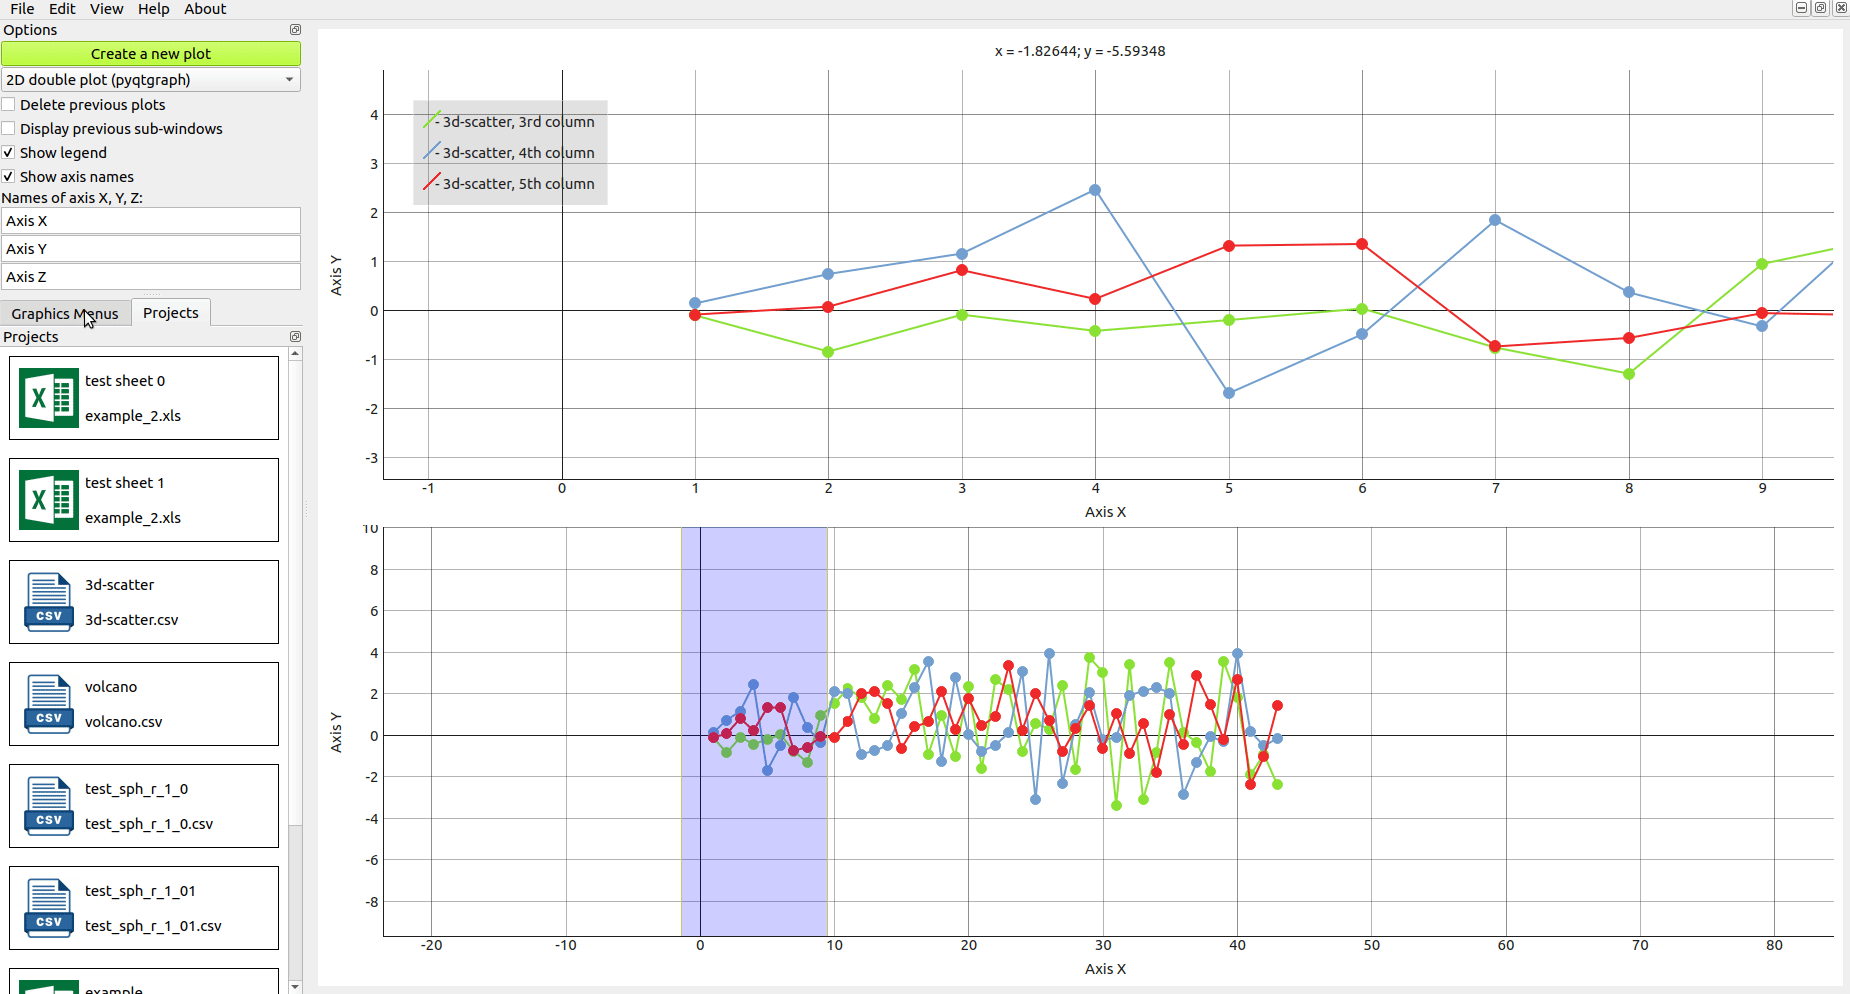 File Edit View Help About
Options
Create a new plot
2D double plot (pyqtgraph)
Delete previous plots
Display previous sub-windows
Show legend
Show axis names
Names of axis X, Y, Z:
Axis X
Axis Y
Axis Z
Graphics Menus Projects
Projects
test sheet 0
example_2.xls
test sheet 1
example_2.xls
CSV
3d-scatter
3d-scatter.csv
CSV
volcano
volcano.csv
CSV
test_sph_r_1_0
test_sph_r_1_0.csv
CSV
test_sph_r_1_01
test_sph_r_1_01.csv
example
x = -1.82644; y = -5.59348
- 3d-scatter, 3rd column
- 3d-scatter, 4th column
- 3d-scatter, 5th column
Axis Y
4
3
2
1
0
-1
-2
-3
-1 0 1 2 3 4 5 6 7 8 9
Axis X
Axis Y
10
8
6
4
2
0
-2
-4
-6
-8
-20 -10 0 10 20 30 40 50 60 70 80
Axis X